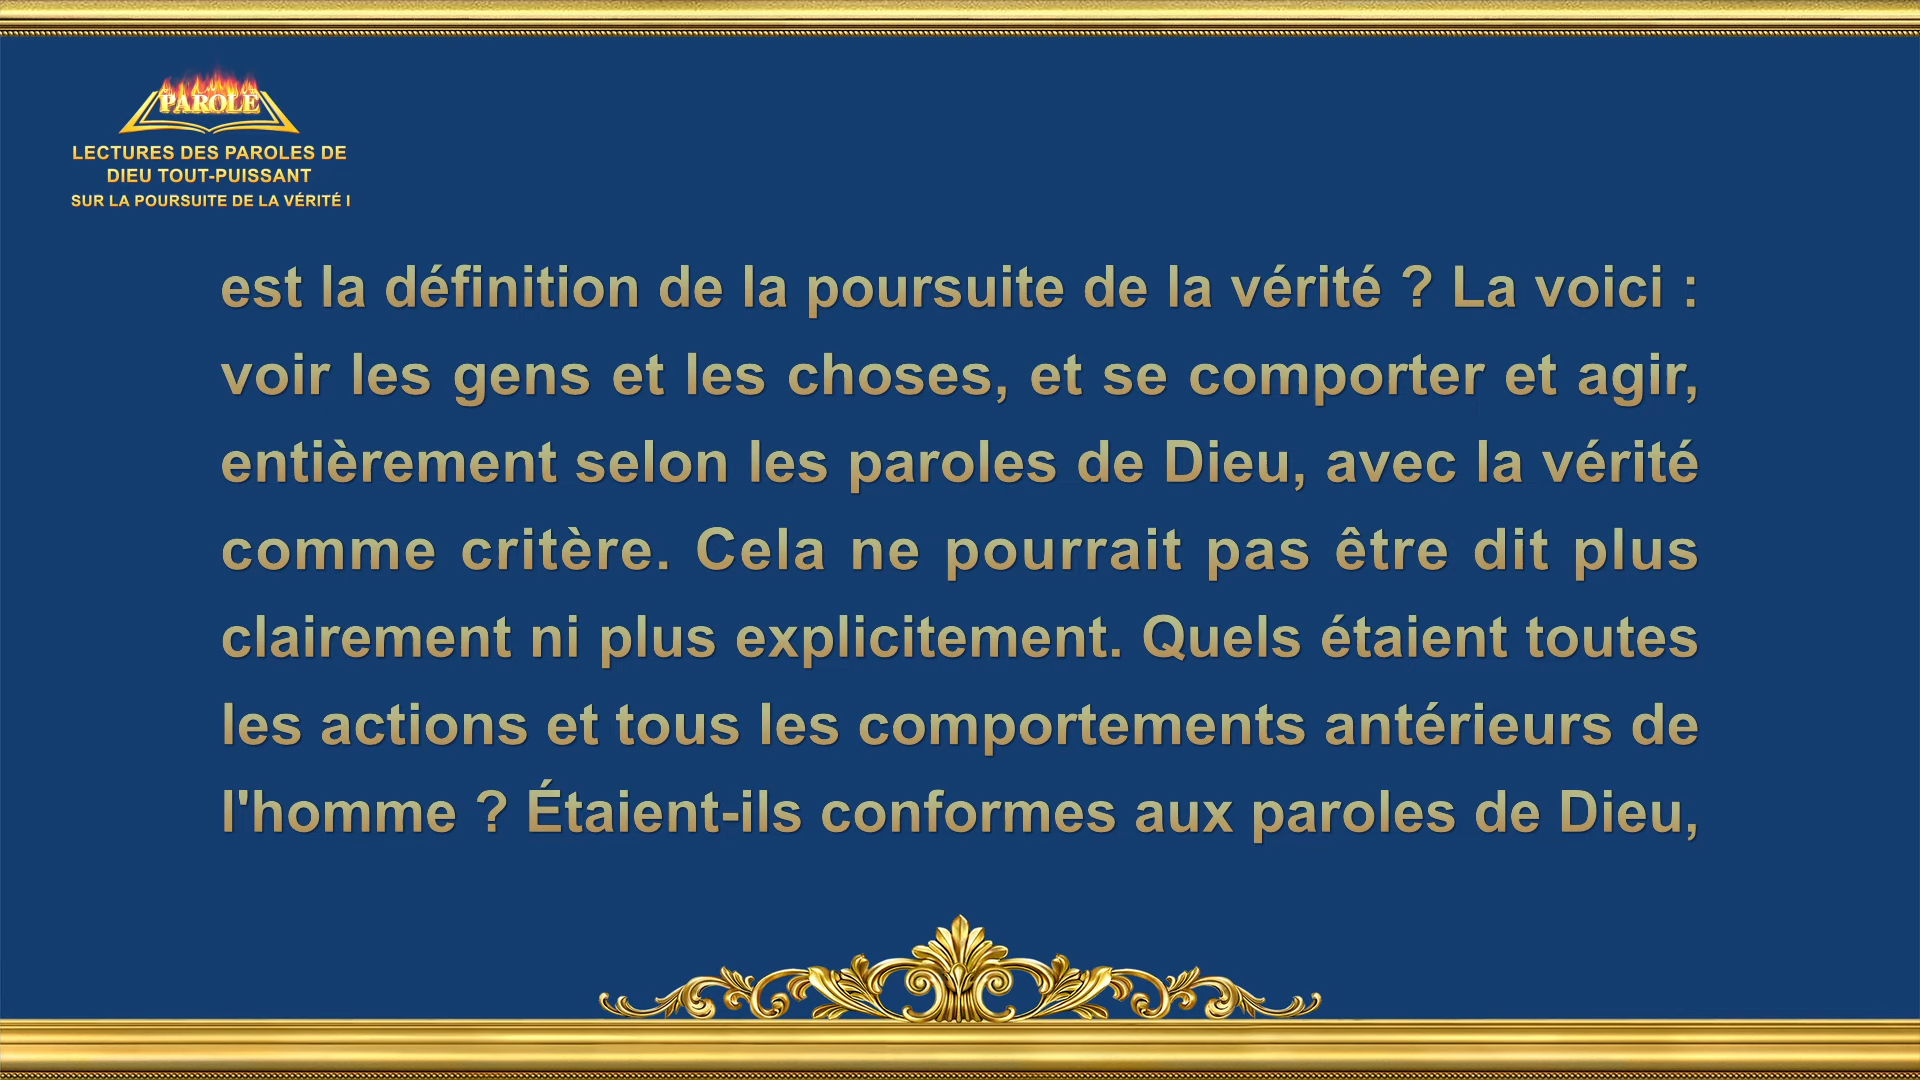 PAROLE
LECTURES DES PAROLES DE
DIEU TOUT-PUISSANT
SUR LA POURSUITE DE LA VÉRITÉ I
est la définition de la poursuite de la vérité ? La voici :
voir les gens et les choses, et se comporter et agir,
entièrement selon les paroles de Dieu, avec la vérité
comme critère. Cela ne pourrait pas être dit plus
clairement ni plus explicitement. Quels étaient toutes
les actions et tous les comportements antérieurs de
l'homme ? Étaient-ils conformes aux paroles de Dieu,